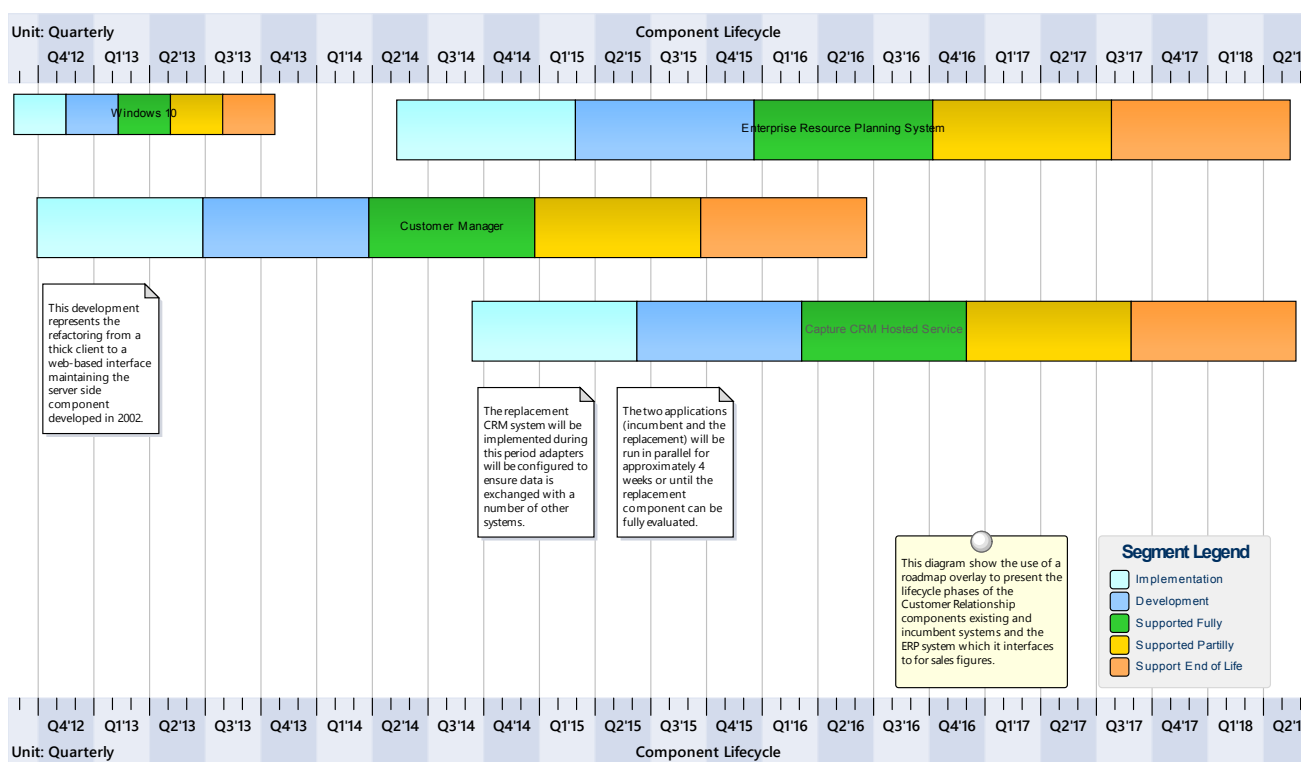 Unit: Quarterly Component Lifecycle
Q4'12 Q1'13 Q2'13 Q3'13 Q4'13 Q1'14 Q2'14 Q3'14 Q4'14 Q1'15 Q2'15 Q3'15 Q4'15 Q1'16 Q2'16 Q3'16 Q4'16 Q1'17 Q2'17 Q3'17 Q4'17 Q1'18 Q2'1
Windows 10
Enterprise Resource Planning System
Customer Manager
Capture CRM Hosted Service
This development
represents the
refactoring from a
thick client to a
web-based interface
maintaining the
server side
component
developed in 2002.
The replacement
CRM system will be
implemented during
this period adapters
will be configured to
ensure data is
exchanged with a
number of other
systems.
The two applications
(incumbent and the
replacement) will be
run in parallel for
approximately 4
weeks or until the
replacement
component can be
fully evaluated.
This diagram show the use of a
roadmap overlay to present the
lifecycle phases of the
Customer Relationship
components existing and
incumbent systems and the
ERP system which it interfaces
to for sales figures.
Segment Legend
Implementation
Development
Supported Fully
Supported Partilly
Support End of Life
Q4'12 Q1'13 Q2'13 Q3'13 Q4'13 Q1'14 Q2'14 Q3'14 Q4'14 Q1'15 Q2'15 Q3'15 Q4'15 Q1'16 Q2'16 Q3'16 Q4'16 Q1'17 Q2'17 Q3'17 Q4'17 Q1'18 Q2'1
Unit: Quarterly Component Lifecycle